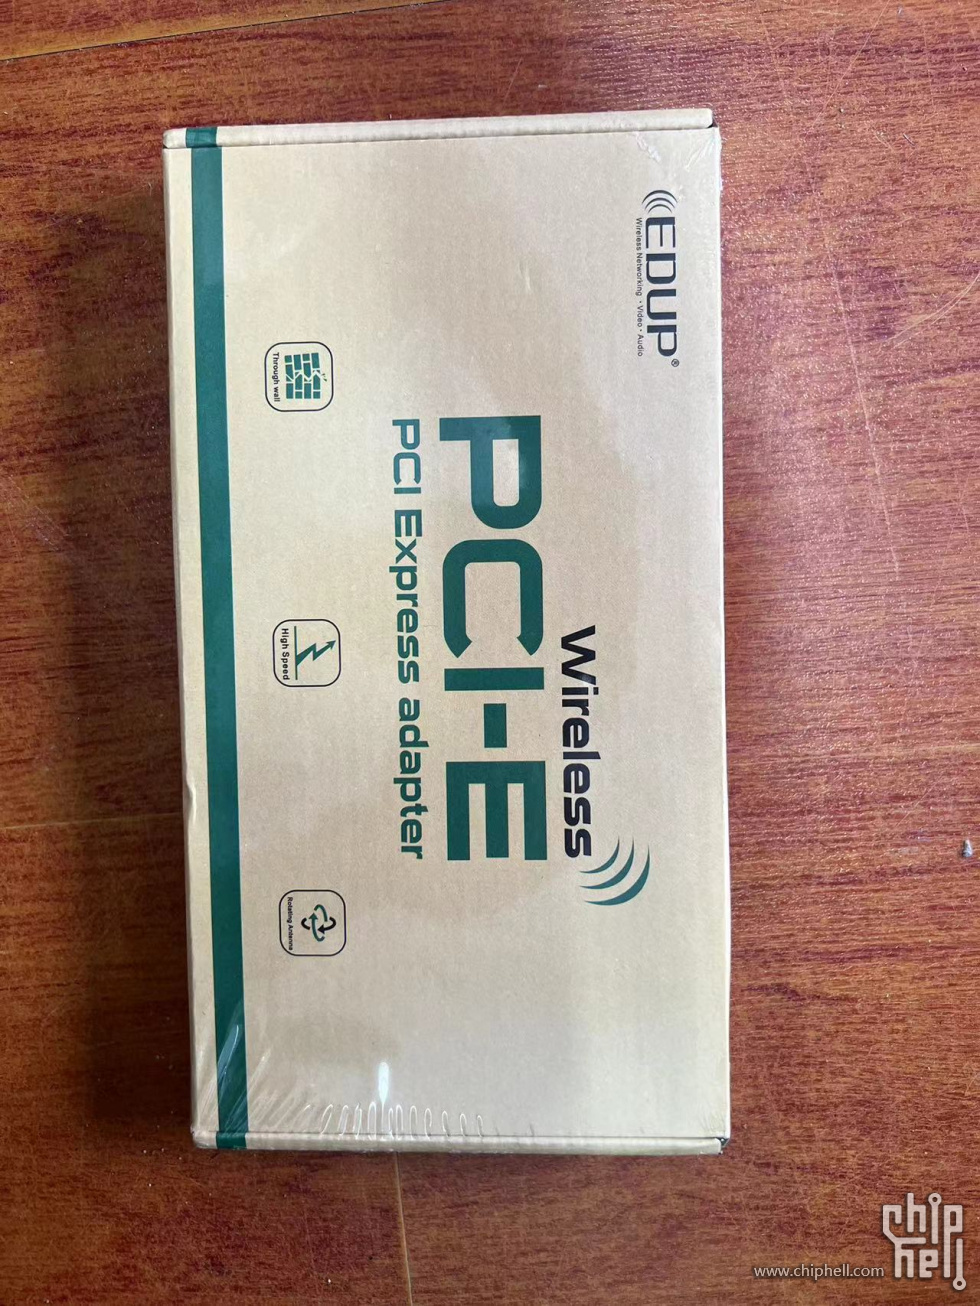 EDUP®
Wireless Networking · Video · Audio
Wireless
PCI-E
PCI Express adapter
Through wall
High Speed
Rotating Antenna
www.chiphell.com
chip
hell